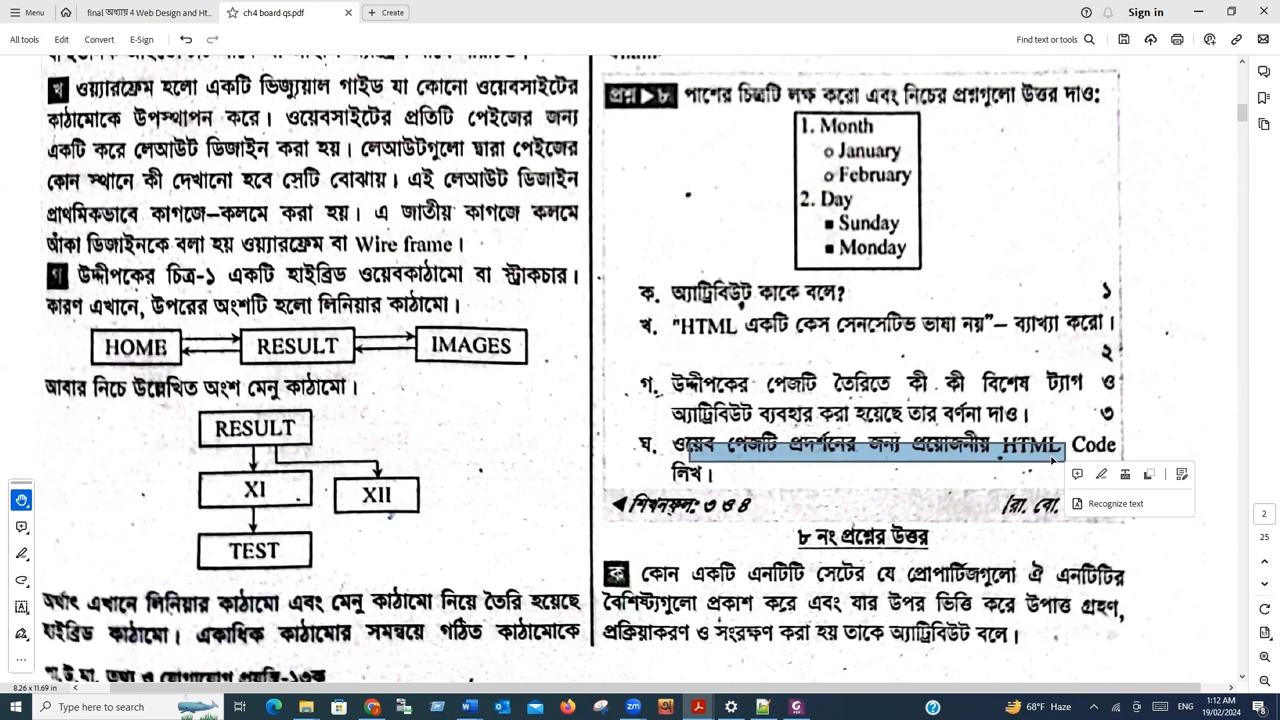 Menu
final অধ্যায় 4 Web Design and Ht...
ch4 board qs.pdf
+ Create
Sign in
All tools
Edit
Convert
E-Sign
Find text or tools
খ ওয়্যারফ্রেম হলো একটি ভিজ্যুয়াল গাইড যা কোনো ওয়েবসাইটের
কাঠামোকে উপস্থাপন করে। ওয়েবসাইটের প্রতিটি পেইজের জন্য
একটি করে লেআউট ডিজাইন করা হয়। লেআউটগুলো দ্বারা পেইজের
কোন স্থানে কী দেখানো হবে সেটি বোঝায়। এই লেআউট ডিজাইন
প্রাথমিকভাবে কাগজে-কলমে করা হয়। এ জাতীয় কাগজে কলমে
আঁকা ডিজাইনকে বলা হয় ওয়্যারফ্রেম বা Wire frame।
গ উদ্দীপকের চিত্র-১ একটি হাইব্রিড ওয়েবকাঠামো বা স্ট্রাকচার।
কারণ এখানে, উপরের অংশটি হলো লিনিয়ার কাঠামো।
HOME
RESULT
IMAGES
আবার নিচে উল্লেখিত অংশ মেনু কাঠামো।
RESULT
XI
XII
TEST
অর্থাৎ এখানে লিনিয়ার কাঠামো এবং মেনু কাঠামো নিয়ে তৈরি হয়েছে
হাইব্রিড কাঠামো। একাধিক কাঠামোর সমন্বয়ে গঠিত কাঠামোকে
প্রশ্ন ▶ ৮ পাশের চিত্রটি লক্ষ করো এবং নিচের প্রশ্নগুলো উত্তর দাও:
1. Month
o January
o February
2. Day
▪ Sunday
▪ Monday
ক. অ্যাট্রিবিউট কাকে বলে? ১
খ. "HTML একটি কেস সেনসেটিভ ভাষা নয়"– ব্যাখ্যা করো।
২
গ. উদ্দীপকের পেজটি তৈরিতে কী কী বিশেষ ট্যাগ ও ৩
অ্যাট্রিবিউট ব্যবহার করা হয়েছে তার বর্ণনা দাও।
ঘ. ওয়েব পেজটি প্রদর্শনের জন্য প্রয়োজনীয় HTML Code
লিখ।
◀ শিখনফল: ৩ ও ৪ [রা. বো.
৮ নং প্রশ্নের উত্তর
ক কোন একটি এনটিটি সেটের যে প্রোপার্টিজগুলো ঐ এনটিটির
বৈশিষ্ট্যগুলো প্রকাশ করে এবং যার উপর ভিত্তি করে উপাত্ত গ্রহণ,
প্রক্রিয়াকরণ ও সংরক্ষণ করা হয় তাকে অ্যাট্রিবিউট বলে।
Recognize text
2
25
8.26 x 11.69 in
Type here to search
68°F Haze
1:12 AM
19/02/2024